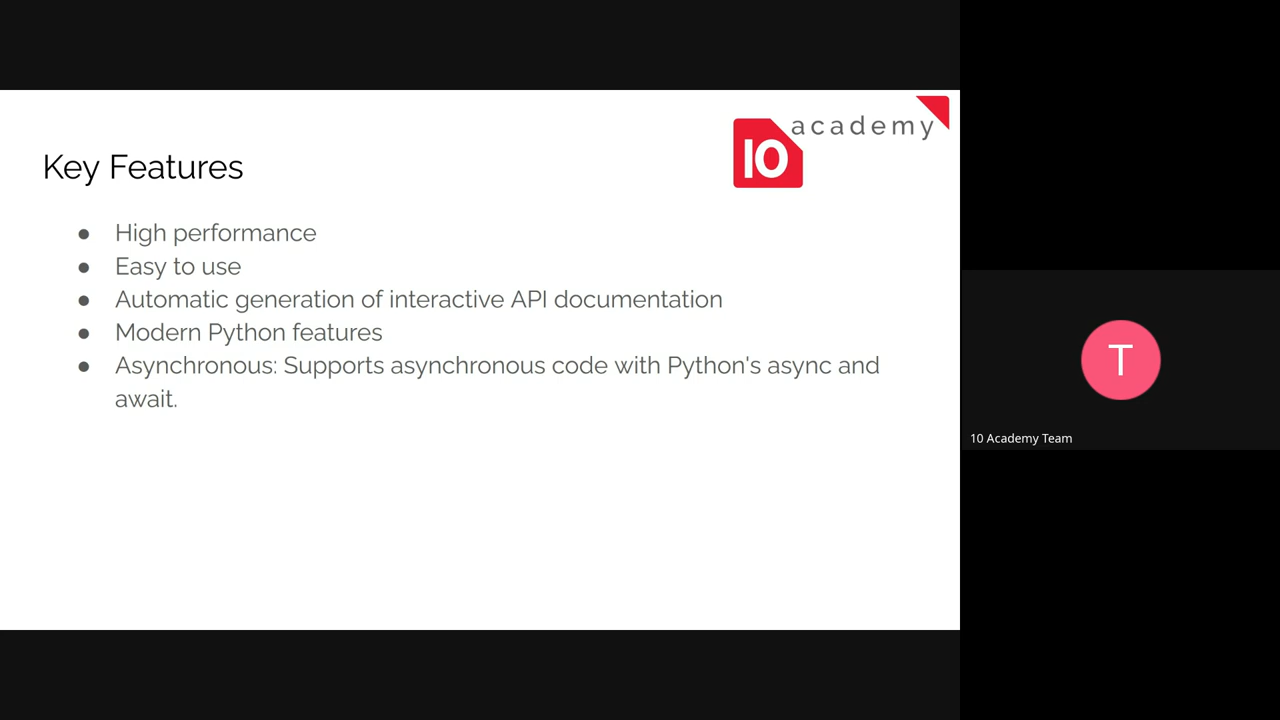 academy
10
Key Features
● High performance
● Easy to use
● Automatic generation of interactive API documentation
● Modern Python features
● Asynchronous: Supports asynchronous code with Python's async and
await.
T
10 Academy Team